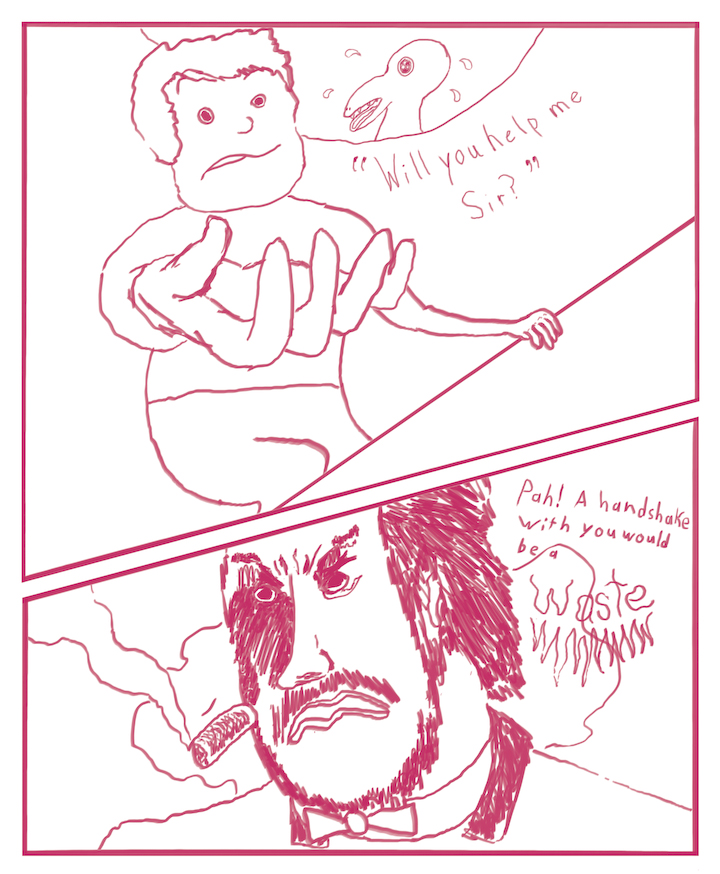 “Will you help me
Sir?”
Pah! A handshake
with you would
be a
Waste